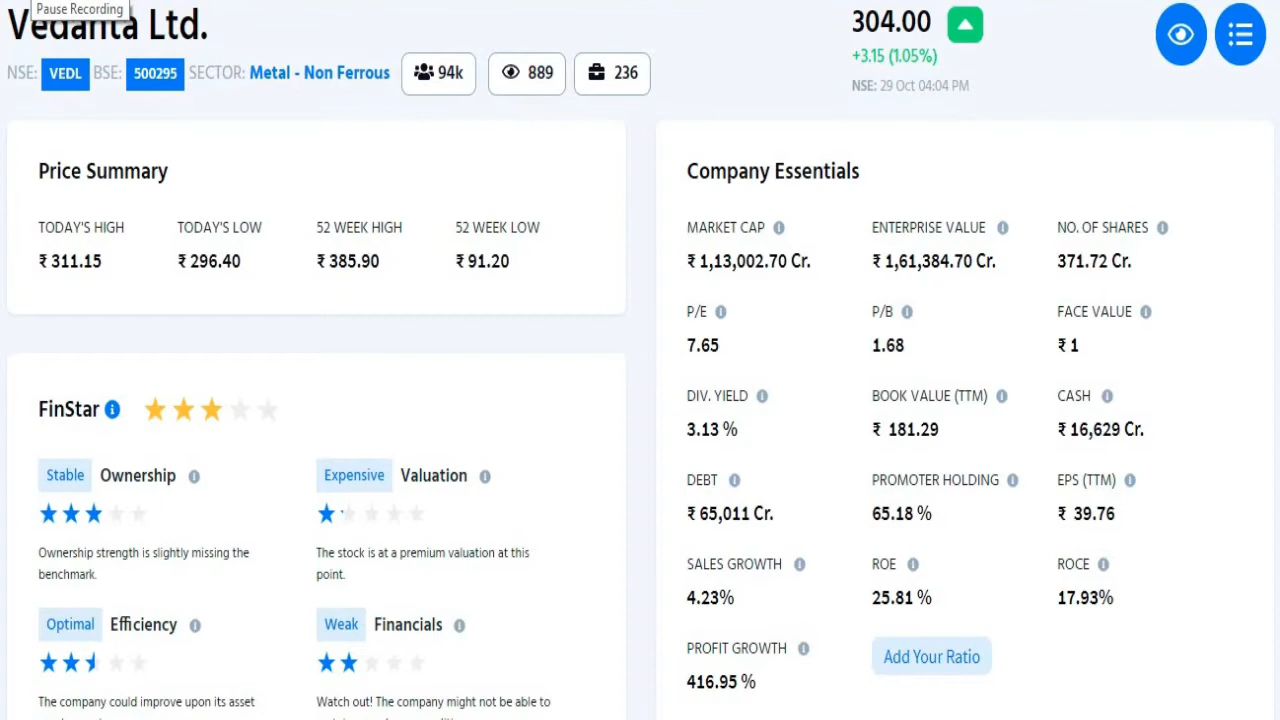 Pause Recording
Vedanta Ltd.
NSE: VEDL BSE: 500295 SECTOR: Metal - Non Ferrous 94k 889 236
304.00
+3.15 (1.05%)
NSE: 29 Oct 04:04 PM
Price Summary
TODAY'S HIGH TODAY'S LOW 52 WEEK HIGH 52 WEEK LOW
₹ 311.15 ₹ 296.40 ₹ 385.90 ₹ 91.20
FinStar
Stable Ownership
Ownership strength is slightly missing the
benchmark.
Expensive Valuation
The stock is at a premium valuation at this
point.
Optimal Efficiency
The company could improve upon its asset
Weak Financials
Watch out! The company might not be able to
Company Essentials
MARKET CAP ENTERPRISE VALUE NO. OF SHARES
₹ 1,13,002.70 Cr. ₹ 1,61,384.70 Cr. 371.72 Cr.
P/E P/B FACE VALUE
7.65 1.68 ₹ 1
DIV. YIELD BOOK VALUE (TTM) CASH
3.13 % ₹ 181.29 ₹ 16,629 Cr.
DEBT PROMOTER HOLDING EPS (TTM)
₹ 65,011 Cr. 65.18 % ₹ 39.76
SALES GROWTH ROE ROCE
4.23% 25.81 % 17.93%
PROFIT GROWTH
416.95 %
Add Your Ratio